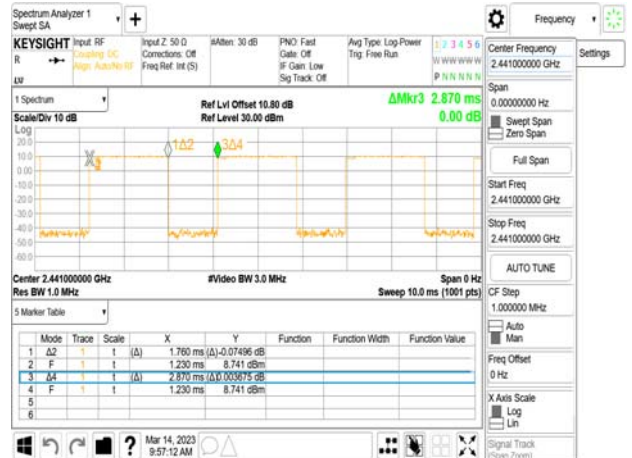 Spectrum Analyzer 1
Swept SA
+
Frequency
Settings
KEYSIGHT Input: RF Input Z: 50 Ω #Atten: 30 dB PNO: Fast Avg Type: Log-Power 1 2 3 4 5 6
R Coupling: DC Corrections: Off Gate: Off Trig: Free Run
Align: Auto/No RF Freq Ref: Int (S) IF Gain: Low W W W W W W
Sig Track: Off P N N N N N
1 Spectrum
Scale/Div 10 dB
Ref Lvl Offset 10.80 dB
Ref Level 30.00 dBm
ΔMkr3 2.870 ms
0.00 dB
Log
20.0
10.0
0.00
-10.0
-20.0
-30.0
-40.0
-50.0
-60.0
1Δ2
3Δ4
X
Center 2.441000000 GHz #Video BW 3.0 MHz Span 0 Hz
Res BW 1.0 MHz Sweep 10.0 ms (1001 pts)
5 Marker Table
Mode Trace Scale X Y Function Function Width Function Value
1 Δ2 1 t (Δ) 1.760 ms (Δ) -0.07496 dB
2 F 1 t 1.230 ms 8.741 dBm
3 Δ4 1 t (Δ) 2.870 ms (Δ) 0.003675 dB
4 F 1 t 1.230 ms 8.741 dBm
5
6
?
Mar 14, 2023
9:57:12 AM
Center Frequency
2.441000000 GHz
Span
0.00000000 Hz
Swept Span
Zero Span
Full Span
Start Freq
2.441000000 GHz
Stop Freq
2.441000000 GHz
AUTO TUNE
CF Step
1.000000 MHz
Auto
Man
Freq Offset
0 Hz
X Axis Scale
Log
Lin
Signal Track
(Span Zoom)